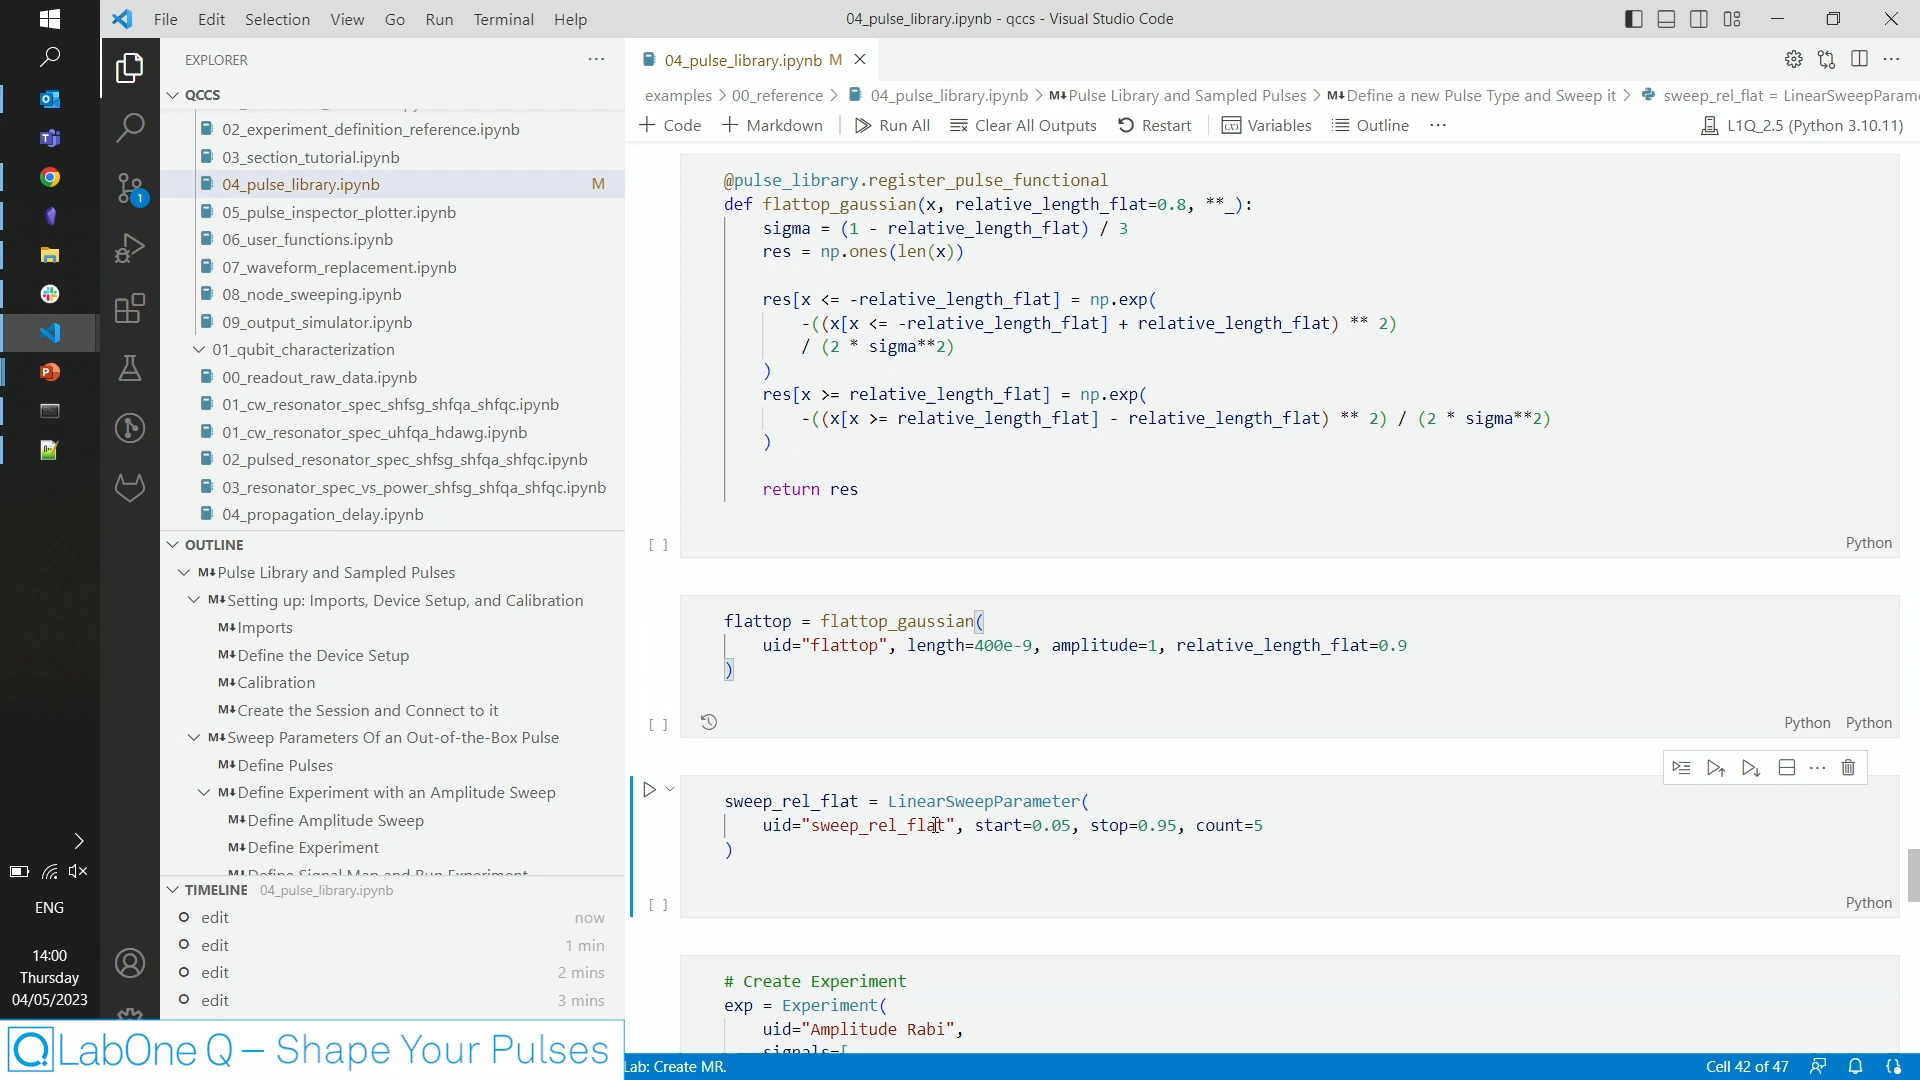 File Edit Selection View Go Run Terminal Help
04_pulse_library.ipynb - qccs - Visual Studio Code
EXPLORER
QCCS
02_experiment_definition_reference.ipynb
03_section_tutorial.ipynb
04_pulse_library.ipynb M
05_pulse_inspector_plotter.ipynb
06_user_functions.ipynb
07_waveform_replacement.ipynb
08_node_sweeping.ipynb
09_output_simulator.ipynb
01_qubit_characterization
00_readout_raw_data.ipynb
01_cw_resonator_spec_shfsg_shfqa_shfqc.ipynb
01_cw_resonator_spec_uhfqa_hdawg.ipynb
02_pulsed_resonator_spec_shfsg_shfqa_shfqc.ipynb
03_resonator_spec_vs_power_shfsg_shfqa_shfqc.ipynb
04_propagation_delay.ipynb
OUTLINE
M↓Pulse Library and Sampled Pulses
M↓Setting up: Imports, Device Setup, and Calibration
M↓Imports
M↓Define the Device Setup
M↓Calibration
M↓Create the Session and Connect to it
M↓Sweep Parameters Of an Out-of-the-Box Pulse
M↓Define Pulses
M↓Define Experiment with an Amplitude Sweep
M↓Define Amplitude Sweep
M↓Define Experiment
M↓Define Signal Map and Run Experiment
TIMELINE 04_pulse_library.ipynb
edit now
edit 1 min
edit 2 mins
edit 3 mins
1
ENG
14:00
Thursday
04/05/2023
04_pulse_library.ipynb M
examples > 00_reference > 04_pulse_library.ipynb > M↓Pulse Library and Sampled Pulses > M↓Define a new Pulse Type and Sweep it > sweep_rel_flat = LinearSweepParam
+ Code + Markdown Run All Clear All Outputs Restart Variables Outline ··· L1Q_2.5 (Python 3.10.11)
@pulse_library.register_pulse_functional
def flattop_gaussian(x, relative_length_flat=0.8, **_):
sigma = (1 - relative_length_flat) / 3
res = np.ones(len(x))
res[x <= -relative_length_flat] = np.exp(
-((x[x <= -relative_length_flat] + relative_length_flat) ** 2)
/ (2 * sigma**2)
)
res[x >= relative_length_flat] = np.exp(
-((x[x >= relative_length_flat] - relative_length_flat) ** 2) / (2 * sigma**2)
)
return res
[ ] Python
flattop = flattop_gaussian(
uid="flattop", length=400e-9, amplitude=1, relative_length_flat=0.9
)
[ ] Python Python
sweep_rel_flat = LinearSweepParameter(
uid="sweep_rel_flat", start=0.05, stop=0.95, count=5
)
[ ] Python
# Create Experiment
exp = Experiment(
uid="Amplitude Rabi",
signals=[
LabOne Q – Shape Your Pulses
Lab: Create MR.
Cell 42 of 47